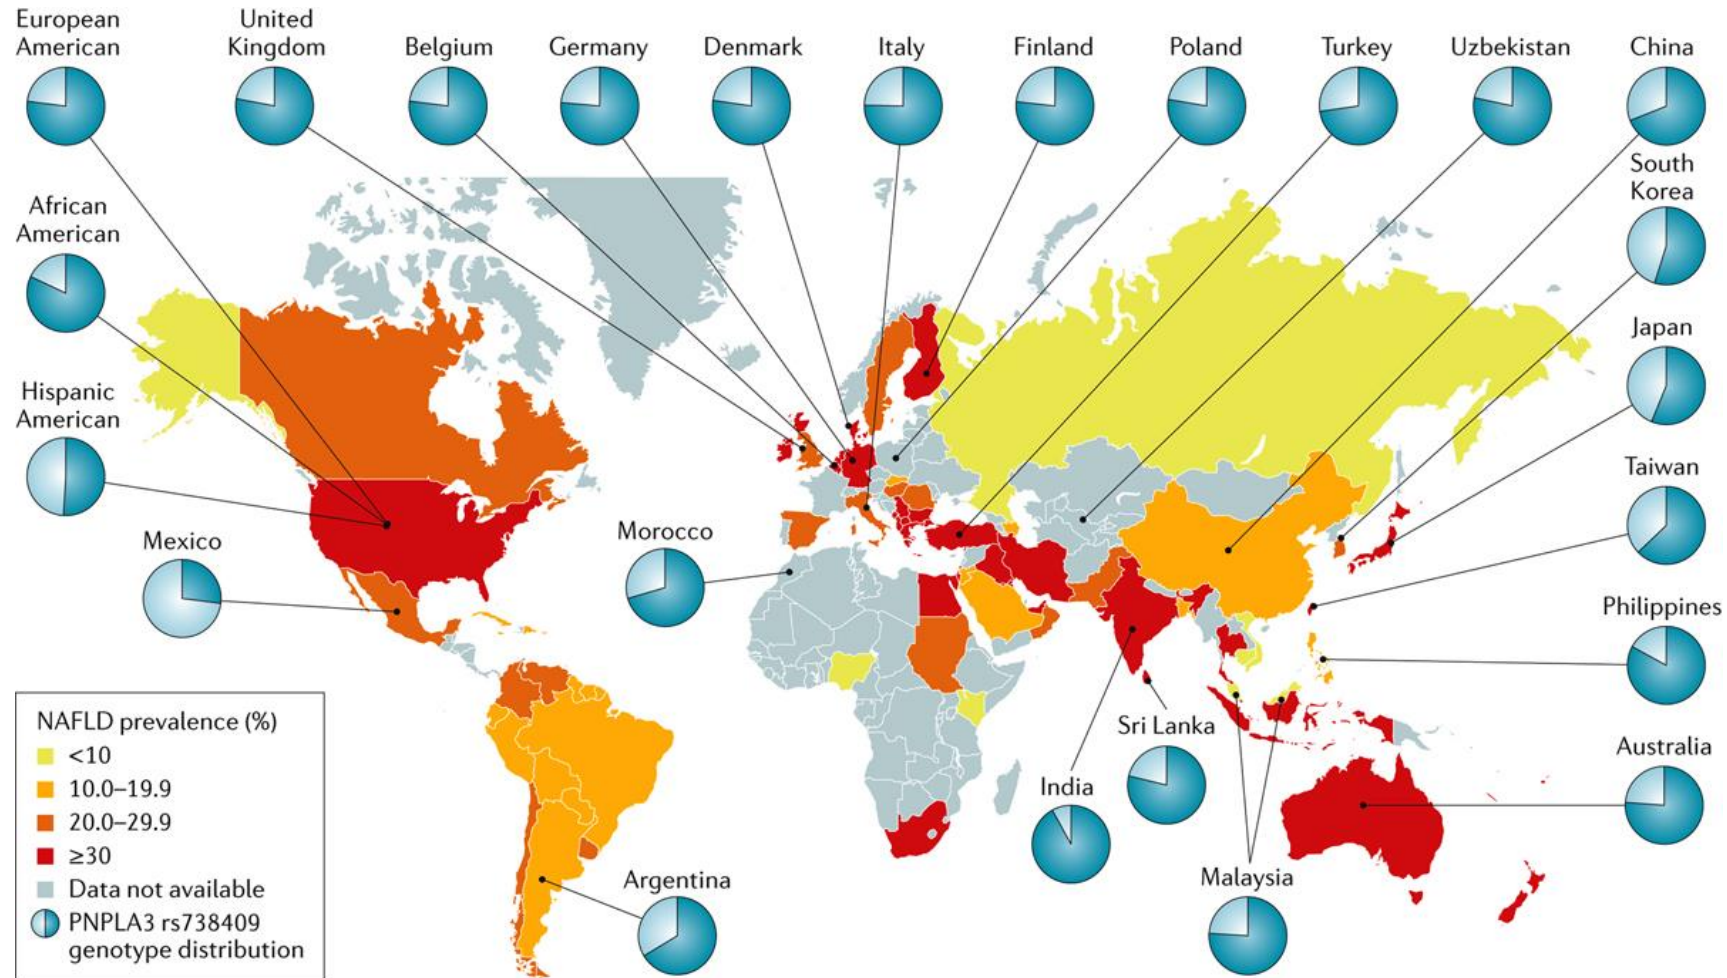 European
American
United
Kingdom
Belgium
Germany
Denmark
Italy
Finland
Poland
Turkey
Uzbekistan
China
South
Korea
African
American
Japan
Hispanic
American
Taiwan
Mexico
Morocco
Philippines
Sri Lanka
Australia
India
Malaysia
Argentina
NAFLD prevalence (%)
<10
10.0–19.9
20.0–29.9
≥30
Data not available
PNPLA3 rs738409
genotype distribution